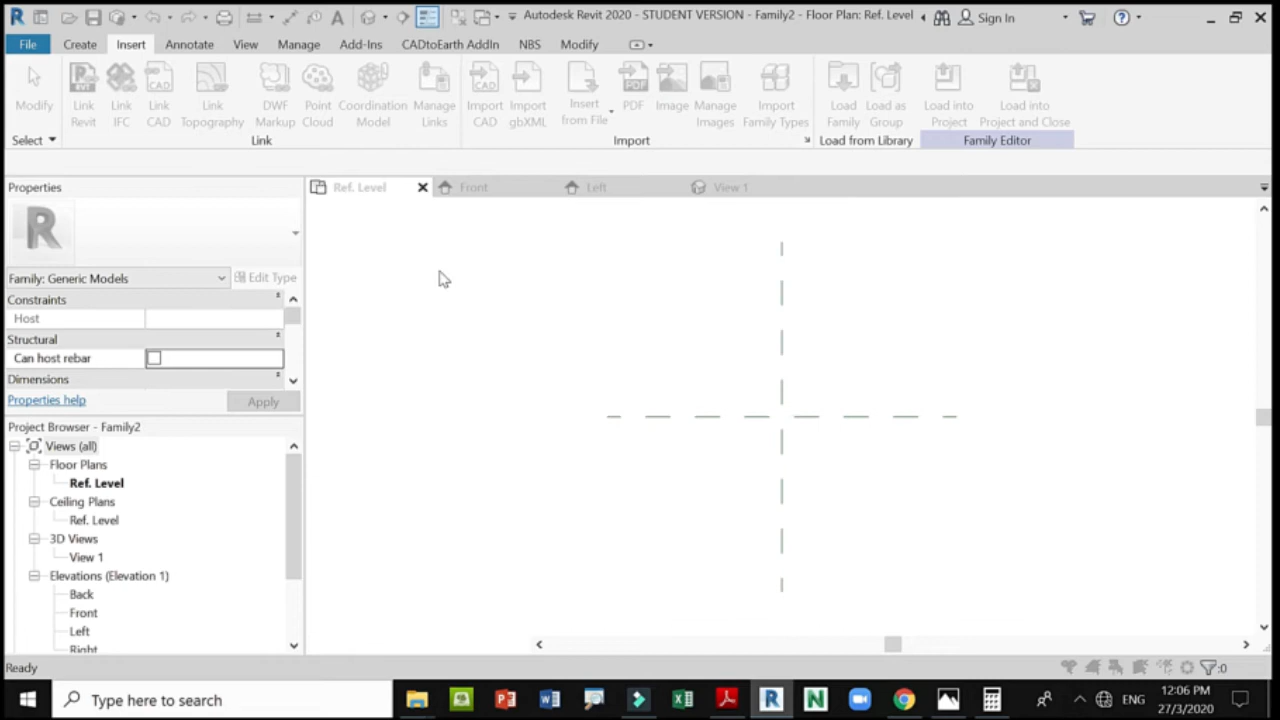 Autodesk Revit 2020 - STUDENT VERSION - Family2 - Floor Plan: Ref. Level
Sign In
File Create Insert Annotate View Manage Add-Ins CADtoEarth AddIn NBS Modify
Modify
Link Revit
Link IFC
Link CAD
Link Topography
DWF Markup
Point Cloud
Coordination Model
Manage Links
Import CAD
Import gbXML
Insert from File
PDF
Image
Manage Images
Import Family Types
Load Family
Load as Group
Load into Project
Load into Project and Close
Select Link Import Load from Library Family Editor
Properties
Ref. Level Front Left View 1
R
Family: Generic Models Edit Type
Constraints
Host
Structural
Can host rebar
Dimensions
Properties help Apply
Project Browser - Family2
Views (all)
Floor Plans
Ref. Level
Ceiling Plans
Ref. Level
3D Views
View 1
Elevations (Elevation 1)
Back
Front
Left
Right
Ready
:0
Type here to search
ENG
12:06 PM
27/3/2020